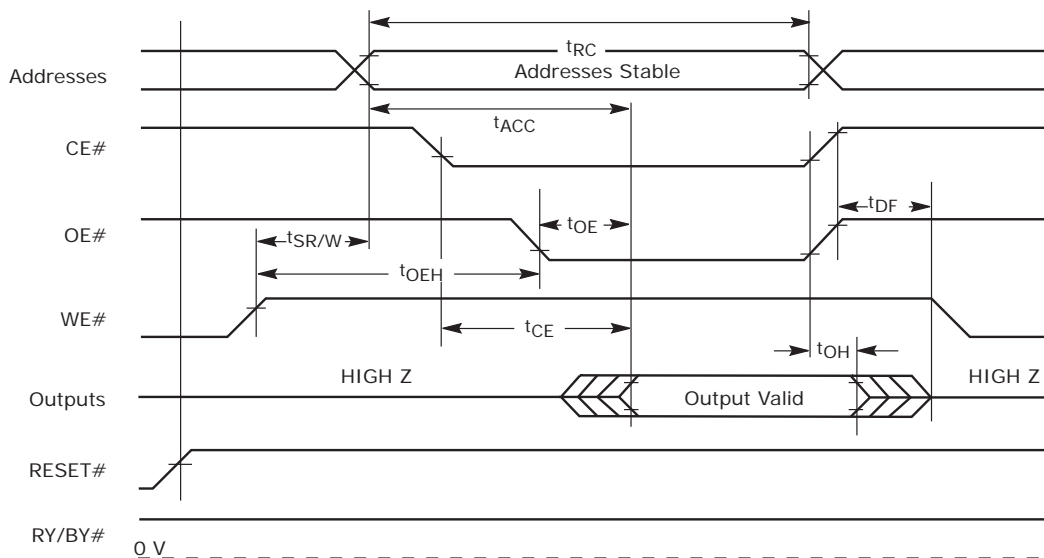 tRC
Addresses
Addresses Stable
tACC
CE#
tDF
OE#
tOE
tSR/W
tOEH
WE#
tCE
tOH
HIGH Z
HIGH Z
Outputs
Output Valid
RESET#
RY/BY#
0 V